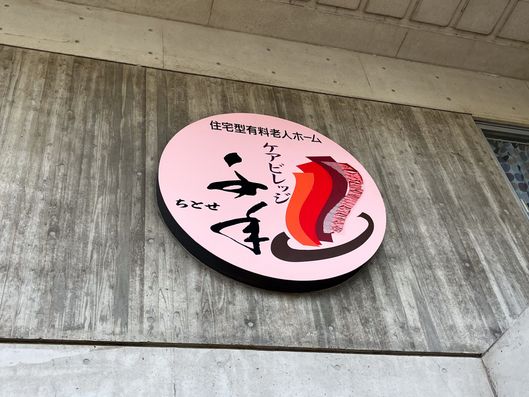 住宅型有料老人ホーム
ケアビレッジ
千年
ちとせ